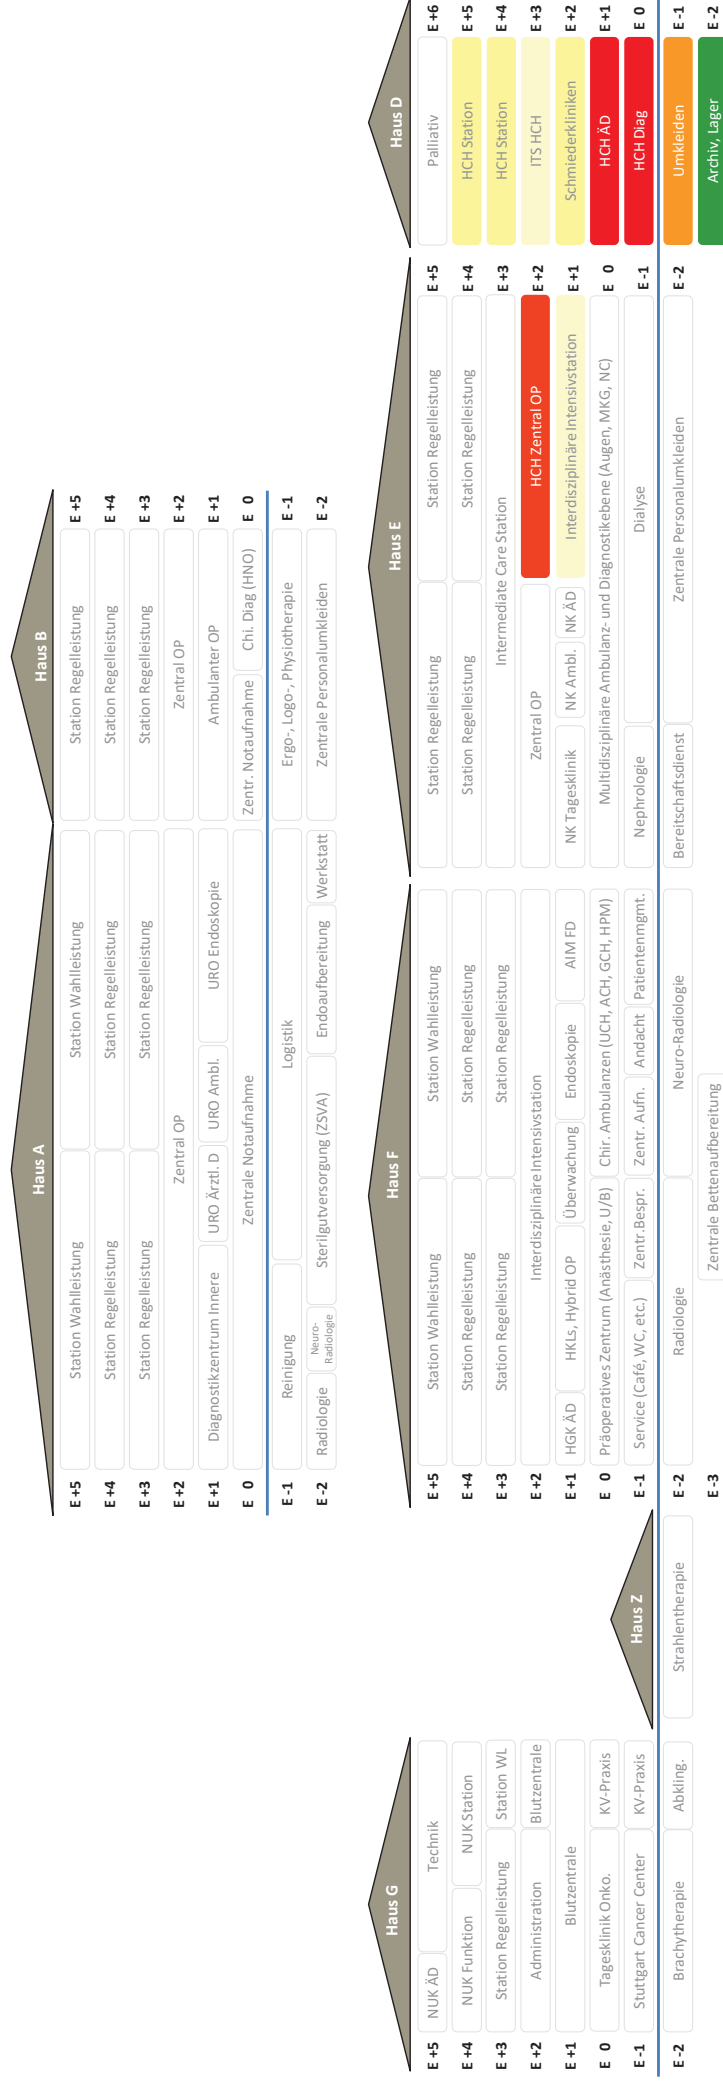 Haus A
Haus B
E +5 Station Wahlleistung Station Wahlleistung Station Regelleistung E +5
E +4 Station Regelleistung Station Regelleistung Station Regelleistung E +4
E +3 Station Regelleistung Station Regelleistung Station Regelleistung E +3
E +2 Zentral OP Zentral OP E +2
E +1 Diagnostikzentrum Innere URO Ärztl. D URO Ambl. URO Endoskopie Ambulanter OP E +1
E 0 Zentrale Notaufnahme Zentr. Notaufnahme Chi. Diag (HNO) E 0
E -1 Reinigung Logistik Ergo-, Logo-, Physiotherapie E -1
E -2 Radiologie Neuro-Radiologie Sterilgutversorgung (ZSVA) Endoaufbereitung Werkstatt Zentrale Personalumkleiden E -2
Haus G
E +5 NUK ÄD Technik
E +4 NUK Funktion NUK Station
E +3 Station Regelleistung Station WL
E +2 Administration Blutzentrale
E +1 Blutzentrale
E 0 Tagesklinik Onko. KV-Praxis
E -1 Stuttgart Cancer Center KV-Praxis
E -2 Brachytherapie Abkling.
Haus Z
Strahlentherapie
Haus F
E +5 Station Wahlleistung Station Wahlleistung
E +4 Station Regelleistung Station Regelleistung
E +3 Station Regelleistung Station Regelleistung
E +2 Interdisziplinäre Intensivstation
E +1 HGK ÄD HKLs, Hybrid OP Überwachung Endoskopie AIM FD
E 0 Präoperatives Zentrum (Anästhesie, U/B) Chir. Ambulanzen (UCH, ACH, GCH, HPM)
E -1 Service (Café, WC, etc.) Zentr.Bespr. Zentr. Aufn. Andacht Patientenmgmt.
E -2 Radiologie Neuro-Radiologie
E -3 Zentrale Bettenaufbereitung
Haus E
Station Regelleistung Station Regelleistung E +5
Station Regelleistung Station Regelleistung E +4
Intermediate Care Station E +3
Zentral OP HCH Zentral OP E +2
NK Tagesklinik NK Ambl. NK ÄD Interdisziplinäre Intensivstation E +1
Multidisziplinäre Ambulanz- und Diagnostikebene (Augen, MKG, NC) E 0
Nephrologie Dialyse E -1
Bereitschaftsdienst Zentrale Personalumkleiden E -2
Haus D
Palliativ E +6
HCH Station E +5
HCH Station E +4
ITS HCH E +3
Schmiederkliniken E +2
HCH ÄD E +1
HCH Diag E 0
Umkleiden E -1
Archiv, Lager E -2